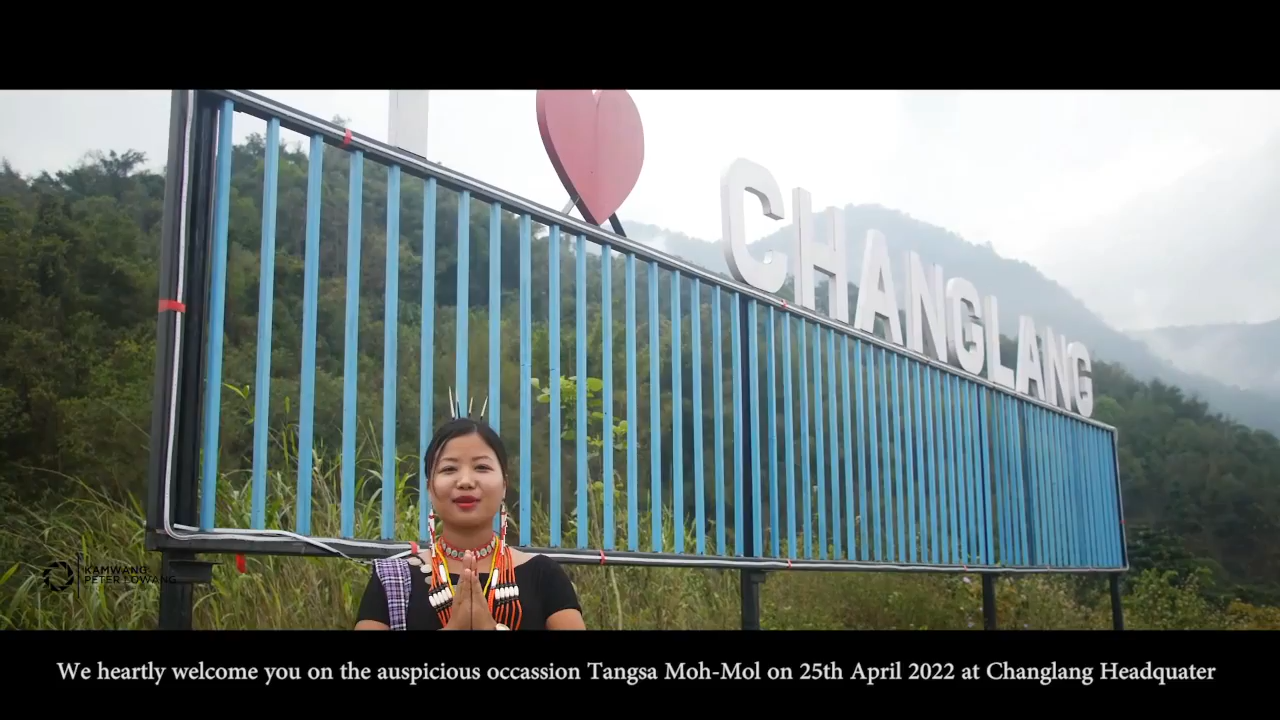 I
CHANGLANG
KAMWANG
PETER LOWANG
We heartly welcome you on the auspicious occassion Tangsa Moh-Mol on 25th April 2022 at Changlang Headquater